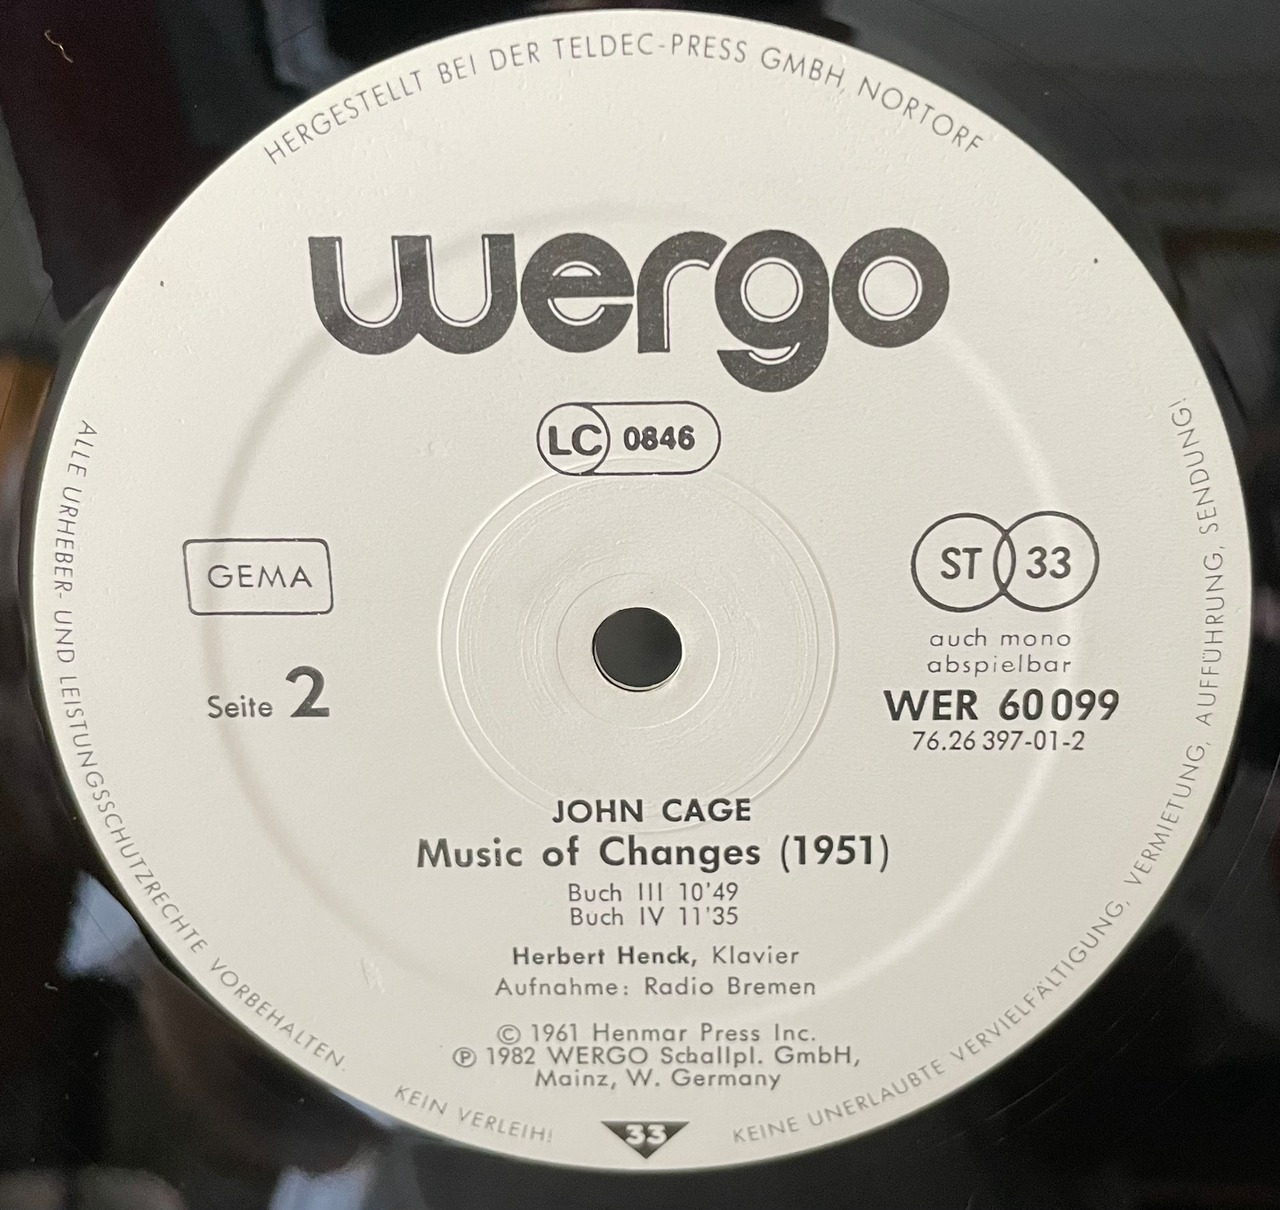 HERGESTELLT BEI DER TELDEC-PRESS GMBH, NORTORF
wergo
LC 0846
GEMA
ST 33
auch mono
abspielbar
Seite 2
WER 60099
76.26397-01-2
JOHN CAGE
Music of Changes (1951)
Buch III 10'49
Buch IV 11'35
Herbert Henck, Klavier
Aufnahme: Radio Bremen
© 1961 Henmar Press Inc.
℗ 1982 WERGO Schallpl. GmbH,
Mainz, W. Germany
33
ALLE URHEBER- UND LEISTUNGSSCHUTZRECHTE VORBEHALTEN.
KEIN VERLEIH!
KEINE UNERLAUBTE VERVIELFÄLTIGUNG, VERMIETUNG, AUFFÜHRUNG, SENDUNG!